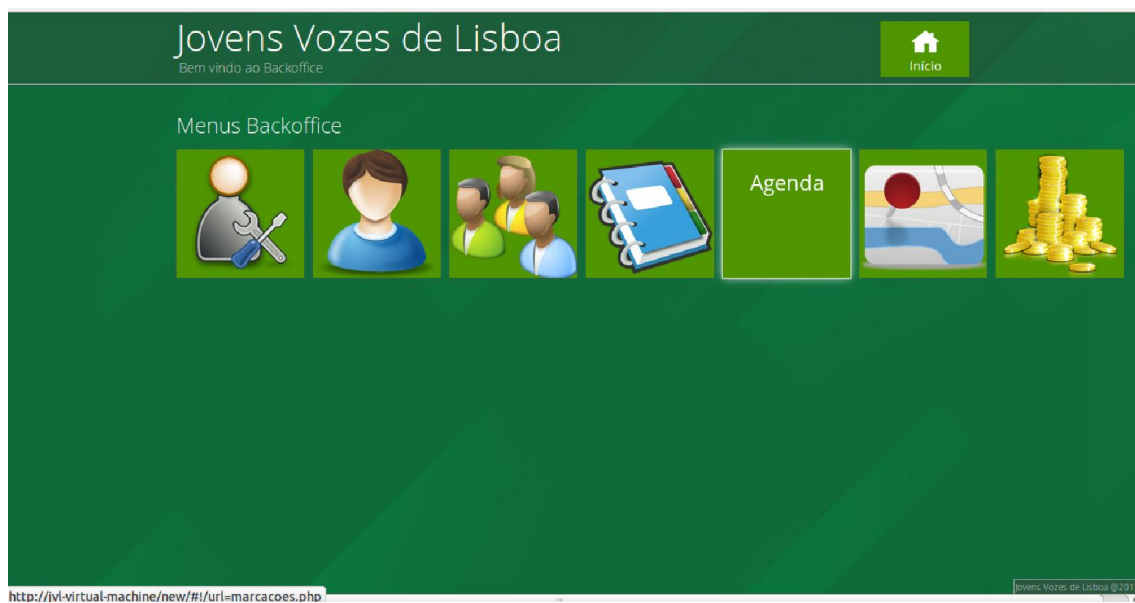 Jovens Vozes de Lisboa
Bem vindo ao Backoffice
Início
Menus Backoffice
Agenda
Jovens Vozes de Lisboa @201
http://jvl-virtual-machine/new/#!/url=marcacoes.php